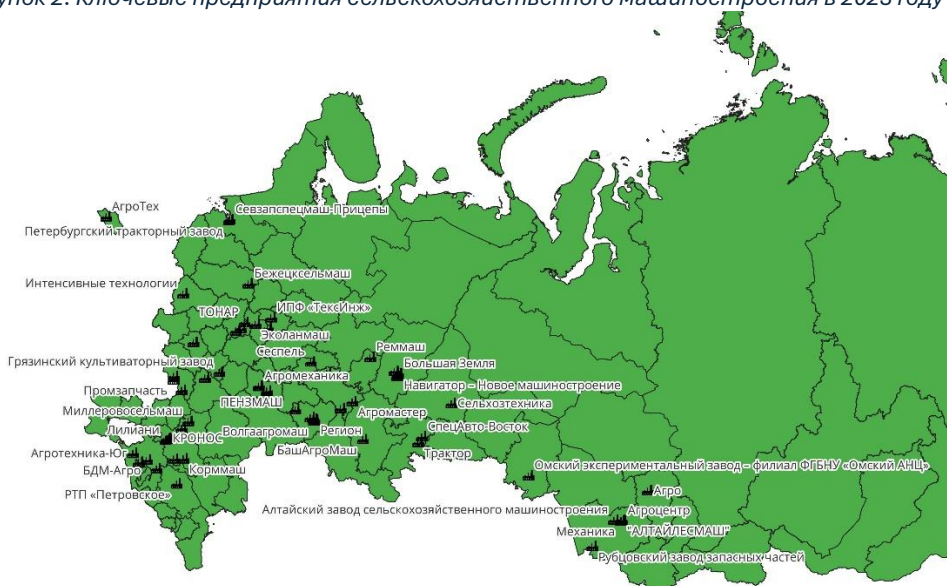 Рисунок 2. Ключевые предприятия сельскохозяйственного машиностроения в 2023 году
АгроТех
Севзапспецмаш-Прицепы
Петербургский тракторный завод
Бежецксельмаш
Интенсивные технологии
ТОНАР
ИПФ «ТексИнж»
Эколанмаш
Сеспель
Реммаш
Грязинский культиваторный завод
Большая Земля
Агромеханика
Навигатор – Новое машиностроение
Промзапчасть
ПЕНЗМАШ
Сельхозтехника
Миллеровосельмаш
Агромастер
Лилиани
Волгаагромаш
Регион
СпецАвто-Восток
КРОНОС
БашАгроМаш
Трактор
Агротехника-Юг
БДМ-Агро
Корммаш
Омский экспериментальный завод – филиал ФГБНУ «Омский АНЦ»
РТП «Петровское»
Агро
Алтайский завод сельскохозяйственного машиностроения
Агроцентр
Механика
"АЛТАЙЛЕСМАШ"
Рубцовский завод запасных частей